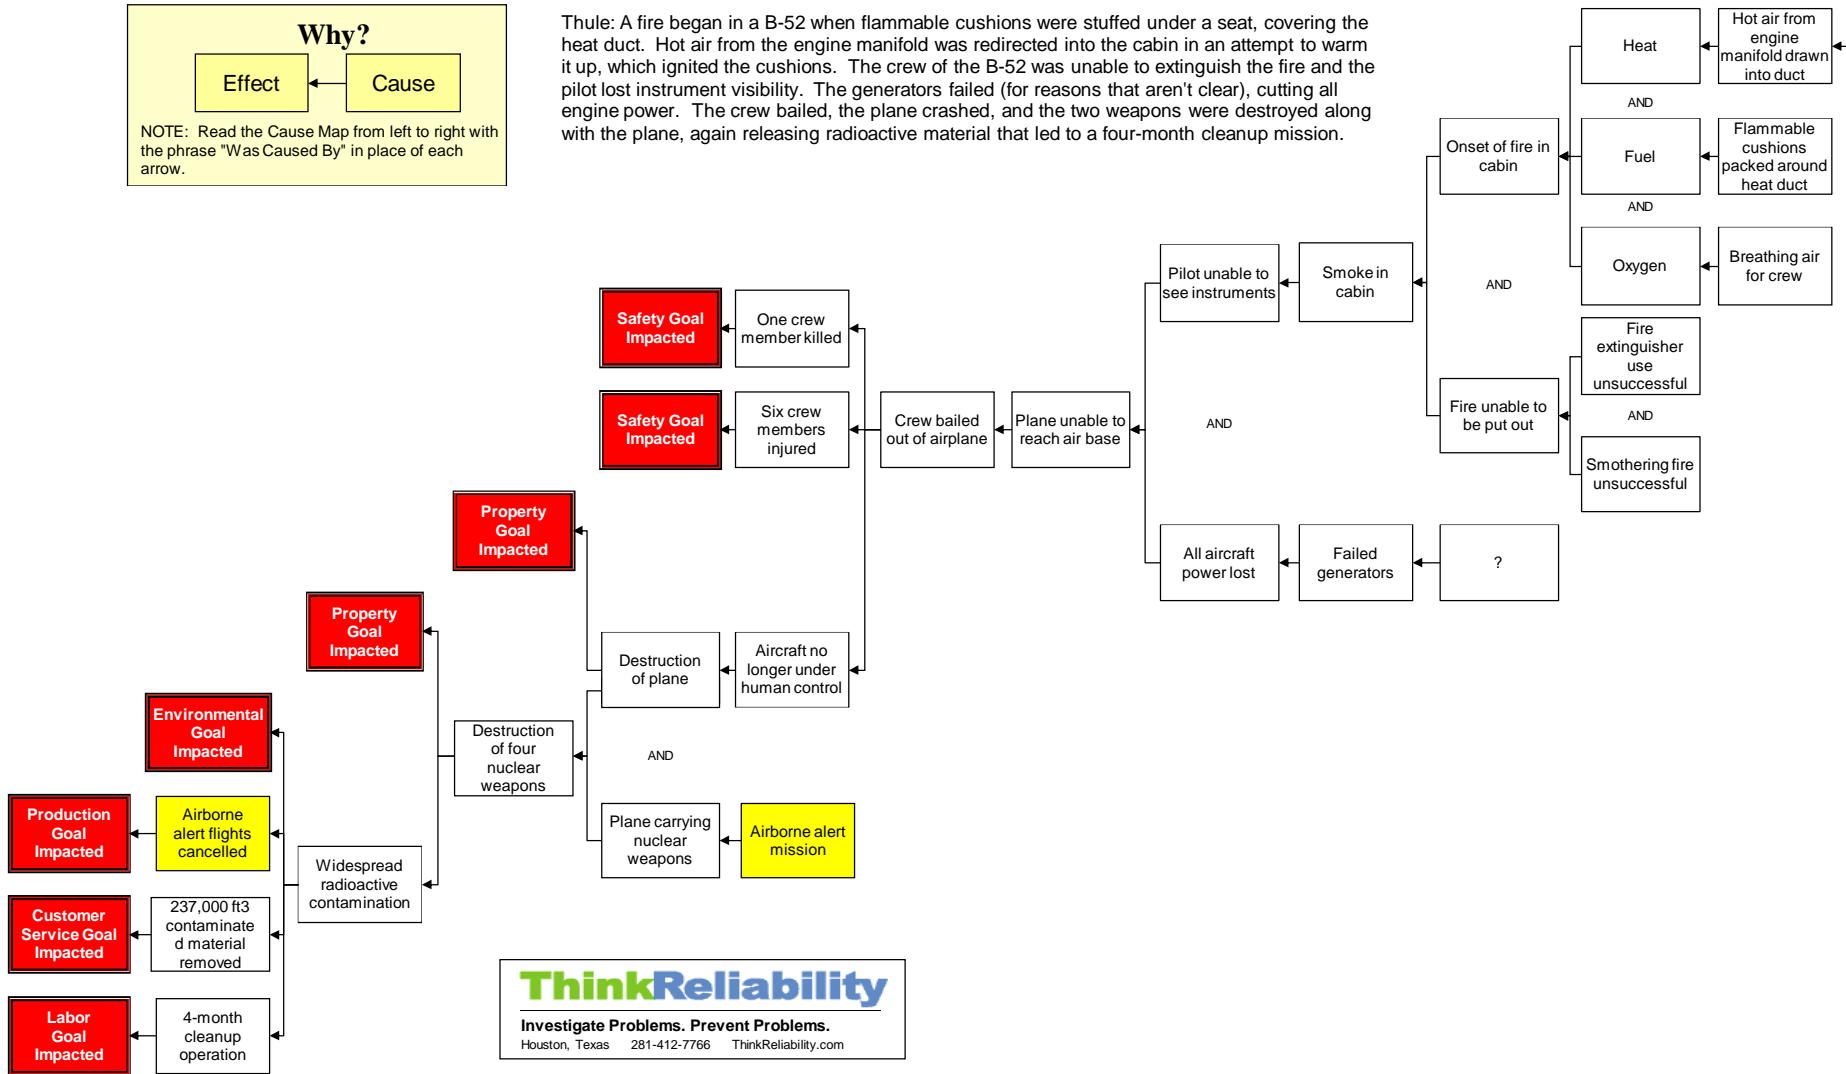 Why?
Effect
Cause
NOTE: Read the Cause Map from left to right with
the phrase "Was Caused By" in place of each
arrow.
Thule: A fire began in a B-52 when flammable cushions were stuffed under a seat, covering the
heat duct. Hot air from the engine manifold was redirected into the cabin in an attempt to warm
it up, which ignited the cushions. The crew of the B-52 was unable to extinguish the fire and the
pilot lost instrument visibility. The generators failed (for reasons that aren't clear), cutting all
engine power. The crew bailed, the plane crashed, and the two weapons were destroyed along
with the plane, again releasing radioactive material that led to a four-month cleanup mission.
Heat
Hot air from
engine
manifold drawn
into duct
AND
Onset of fire in
cabin
Fuel
Flammable
cushions
packed around
heat duct
AND
Oxygen
Breathing air
for crew
Pilot unable to
see instruments
Smoke in
cabin
AND
Safety Goal
Impacted
One crew
member killed
Fire
extinguisher
use
unsuccessful
Safety Goal
Impacted
Six crew
members
injured
Crew bailed
out of airplane
Plane unable to
reach air base
AND
Fire unable to
be put out
AND
Smothering fire
unsuccessful
Property
Goal
Impacted
All aircraft
power lost
Failed
generators
?
Property
Goal
Impacted
Destruction
of plane
Aircraft no
longer under
human control
Environmental
Goal
Impacted
Destruction
of four
nuclear
weapons
AND
Production
Goal
Impacted
Airborne
alert flights
cancelled
Plane carrying
nuclear
weapons
Airborne alert
mission
Widespread
radioactive
contamination
Customer
Service Goal
Impacted
237,000 ft3
contaminate
d material
removed
Labor
Goal
Impacted
4-month
cleanup
operation
ThinkReliability
Investigate Problems. Prevent Problems.
Houston, Texas 281-412-7766 ThinkReliability.com